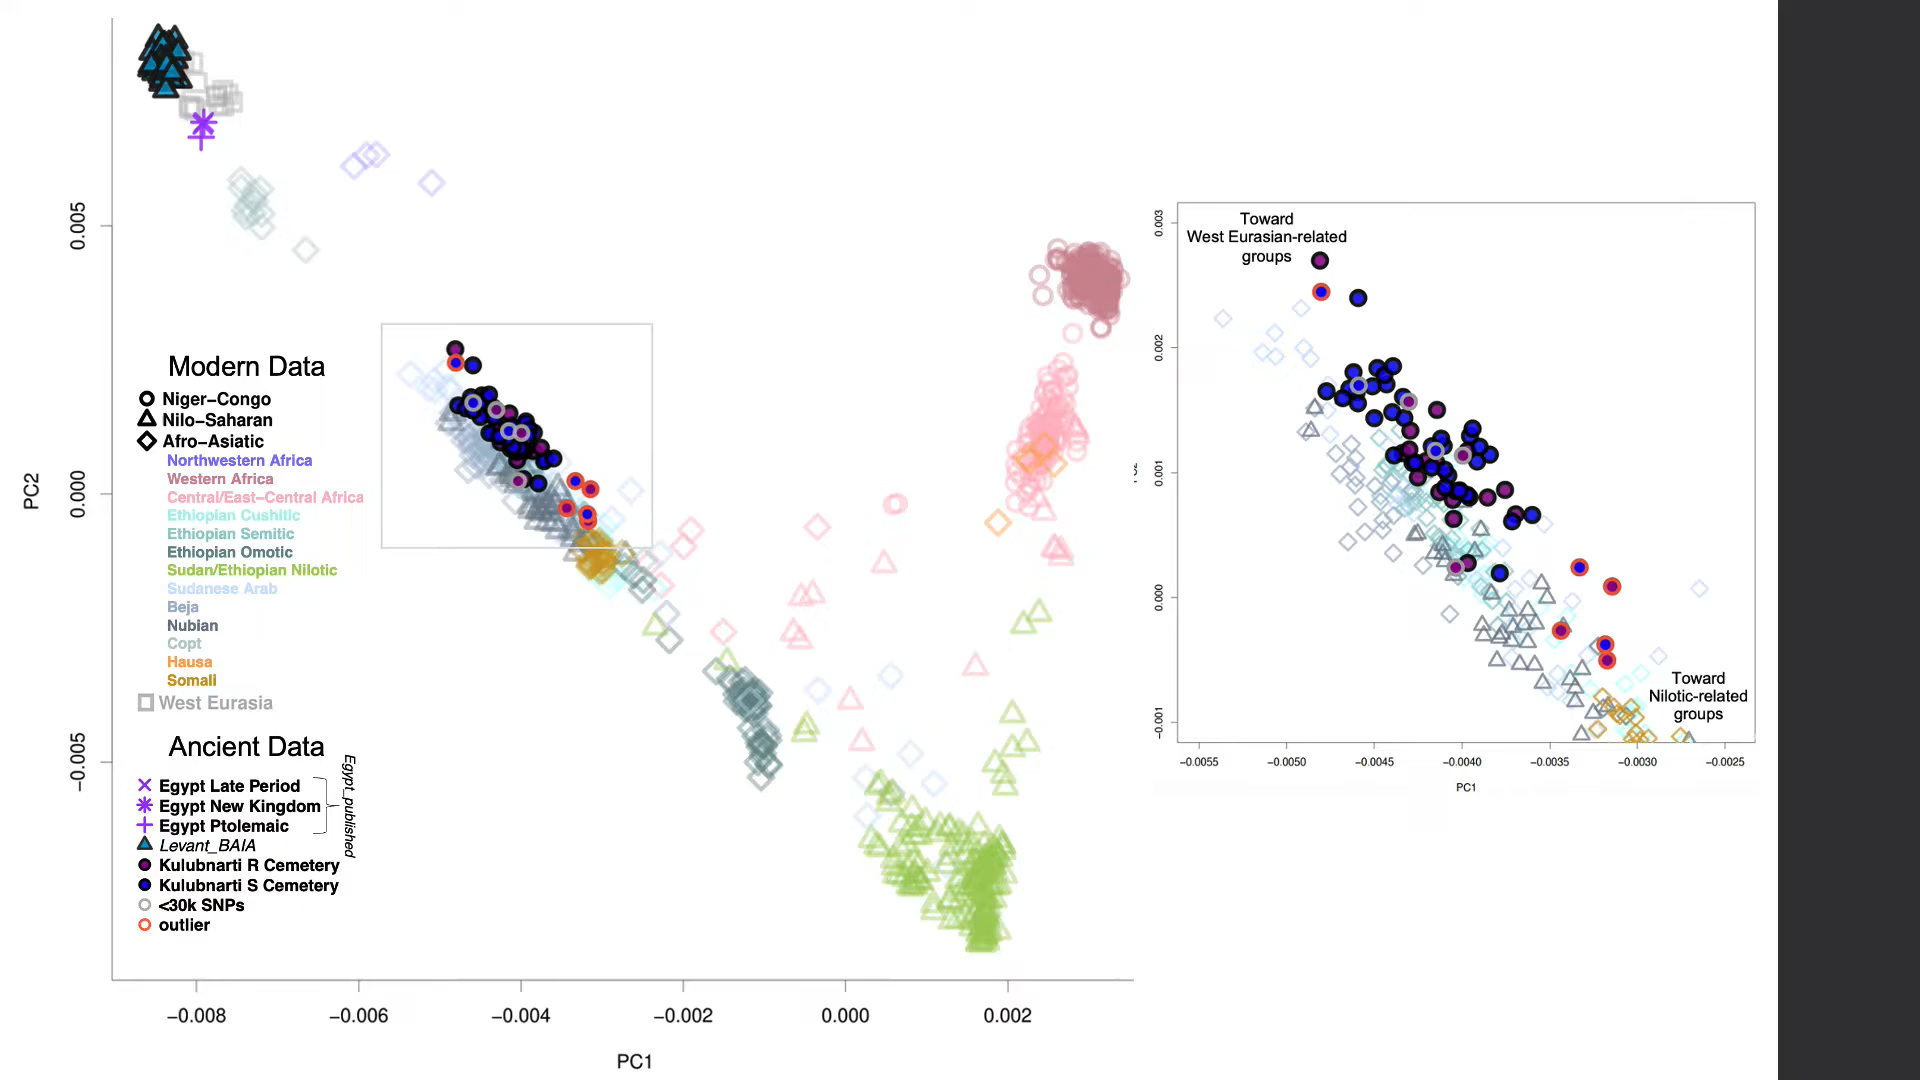 0.005
0.000
−0.005
PC2
−0.008
−0.006
−0.004
−0.002
0.000
0.002
PC1
Modern Data
Niger−Congo
Nilo−Saharan
Afro−Asiatic
Northwestern Africa
Western Africa
Central/East−Central Africa
Ethiopian Cushitic
Ethiopian Semitic
Ethiopian Omotic
Sudan/Ethiopian Nilotic
Sudanese Arab
Beja
Nubian
Copt
Hausa
Somali
West Eurasia
Ancient Data
Egypt Late Period
Egypt New Kingdom
Egypt Ptolemaic
Egypt_published
Levant_BAIA
Kulubnarti R Cemetery
Kulubnarti S Cemetery
<30k SNPs
outlier
Toward
West Eurasian-related
groups
Toward
Nilotic-related
groups
0.003
0.002
0.001
0.000
−0.001
−0.0055
−0.0050
−0.0045
−0.0040
−0.0035
−0.0030
−0.0025
PC1